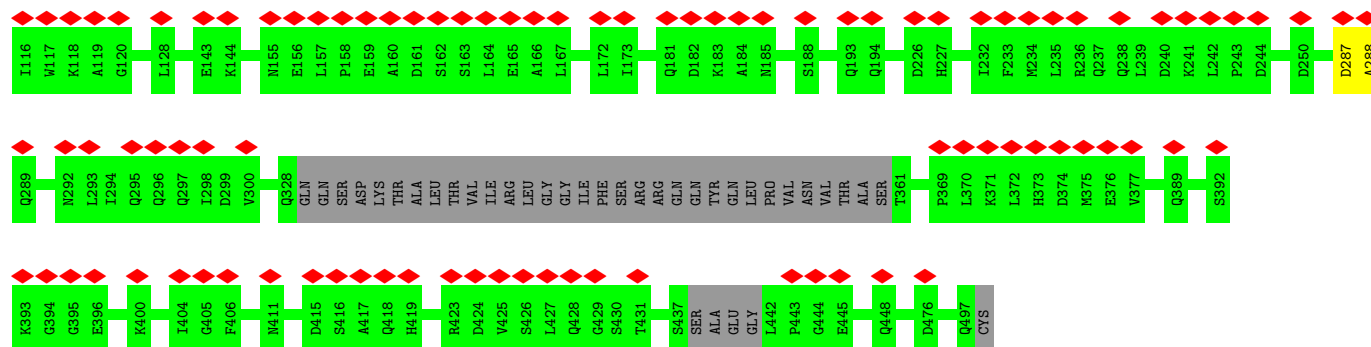 I116 W117 K118 A119 G120 L128 E143 K144 N155 E156 L157 P158 E159 A160 D161 S162 S163 L164 E165 A166 L167 L172 I173 Q181 D182 K183 A184 N185 S188 Q193 Q194 D226 H227 I232 F233 M234 L235 R236 Q237 Q238 L239 D240 K241 L242 P243 D244 D250 D287 A288
Q289 N292 L293 I294 Q295 Q296 Q297 I298 D299 V300 Q328 GLN GLN SER ASP LYS THR ALA LEU THR VAL ILE ARG LEU GLY GLY ILE PHE SER ARG ARG GLN GLN TYR GLN LEU PRO VAL ASN VAL THR ALA SER T361 P369 L370 K371 L372 H373 D374 M375 E376 V377 Q389 S392
K393 G394 G395 E396 K400 I404 G405 F406 N411 D415 S416 A417 Q418 H419 R423 D424 V425 S426 L427 Q428 G429 S430 T431 S437 SER ALA GLU GLY L442 P443 G444 E445 Q448 D476 Q497 CYS